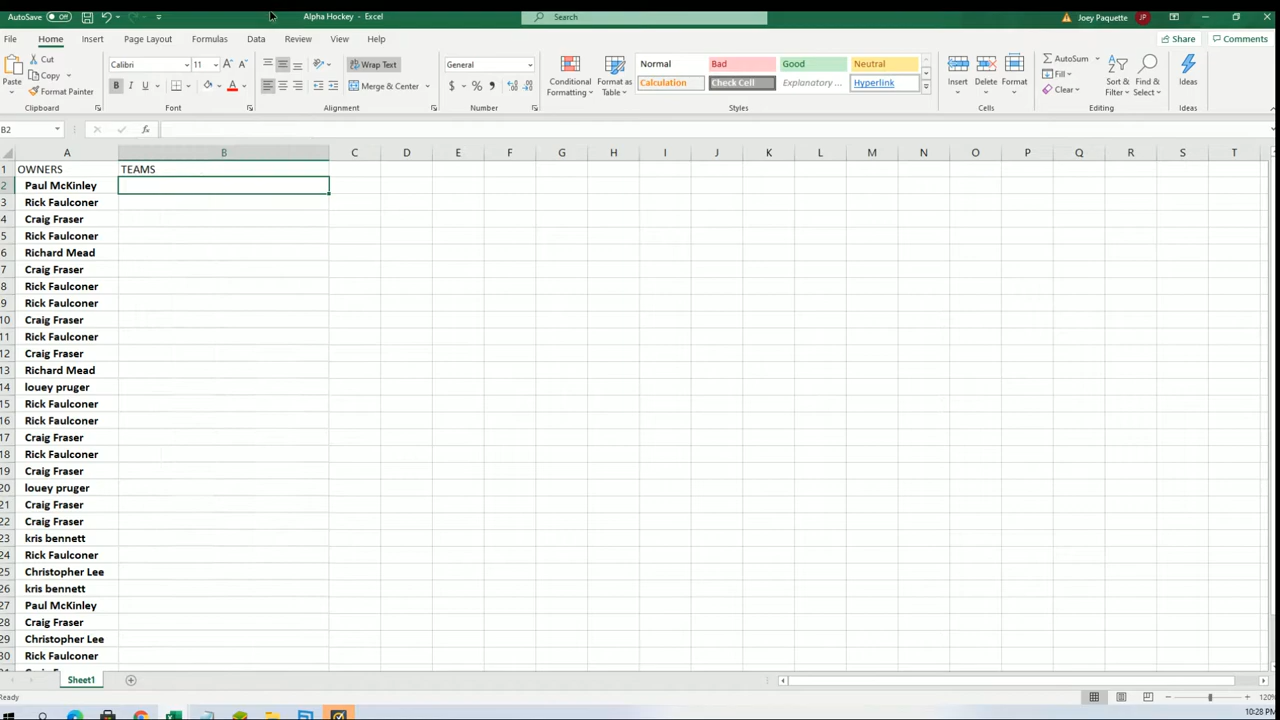 AutoSave Off Alpha Hockey - Excel Search Joey Paquette JP
File Home Insert Page Layout Formulas Data Review View Help Share Comments
Cut
Copy
Format Painter
Paste
Clipboard
Calibri 11
B I U
Font
Wrap Text
Merge & Center
Alignment
General
$ % ,
Number
Conditional Formatting
Format as Table
Normal Bad Good Neutral
Calculation Check Cell Explanatory ... Hyperlink
Styles
Insert Delete Format
Cells
AutoSum
Fill
Clear
Sort & Filter
Find & Select
Editing
Ideas
Ideas
B2 fx
A B C D E F G H I J K L M N O P Q R S T
1 OWNERS TEAMS
2 Paul McKinley
3 Rick Faulconer
4 Craig Fraser
5 Rick Faulconer
6 Richard Mead
7 Craig Fraser
8 Rick Faulconer
9 Rick Faulconer
10 Craig Fraser
11 Rick Faulconer
12 Craig Fraser
13 Richard Mead
14 louey pruger
15 Rick Faulconer
16 Rick Faulconer
17 Craig Fraser
18 Rick Faulconer
19 Craig Fraser
20 louey pruger
21 Craig Fraser
22 Craig Fraser
23 kris bennett
24 Rick Faulconer
25 Christopher Lee
26 kris bennett
27 Paul McKinley
28 Craig Fraser
29 Christopher Lee
30 Rick Faulconer
Sheet1
Ready 120%
10:28 PM